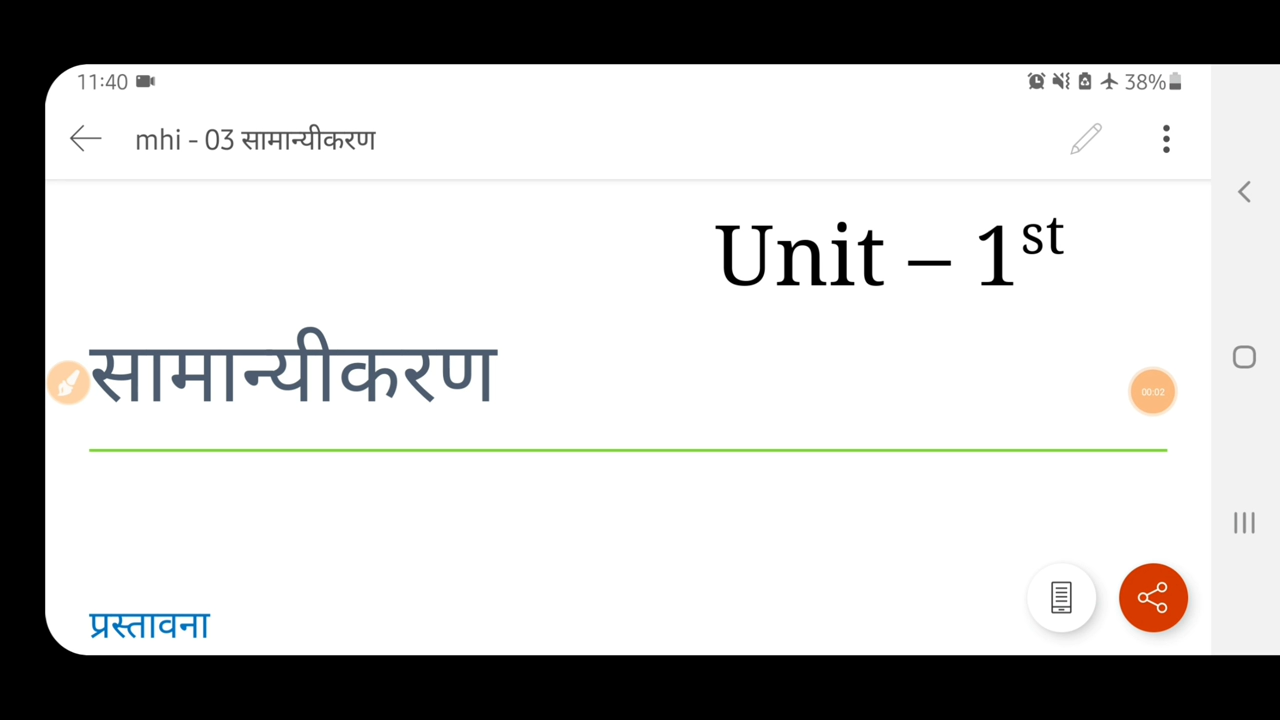 11:40
38%
mhi - 03 सामान्यीकरण
Unit – 1st
सामान्यीकरण
00:02
प्रस्तावना